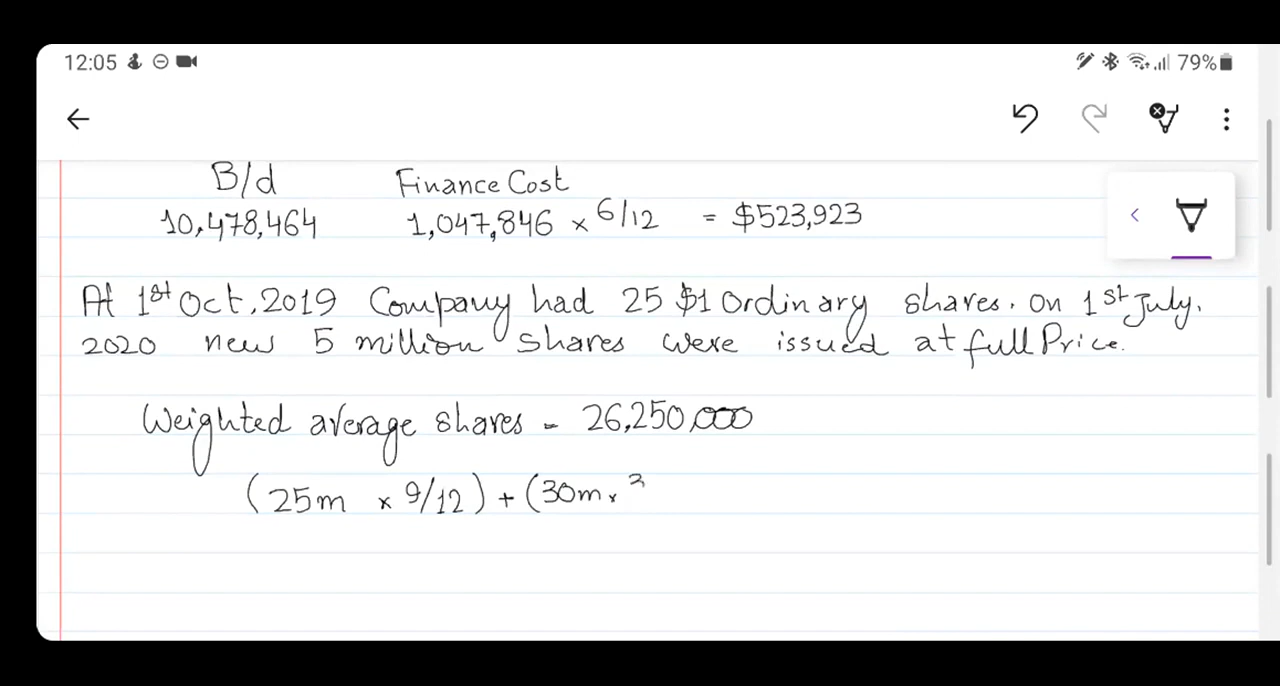 12:05 79%
B/d Finance Cost
10,478,464 1,047,846 × 6/12 = $523,923
At 1st Oct, 2019 Company had 25 $1 Ordinary shares. On 1st July,
2020 new 5 million shares were issued at full Price.
Weighted average shares = 26,250,000
(25m × 9/12) + (30m × 3